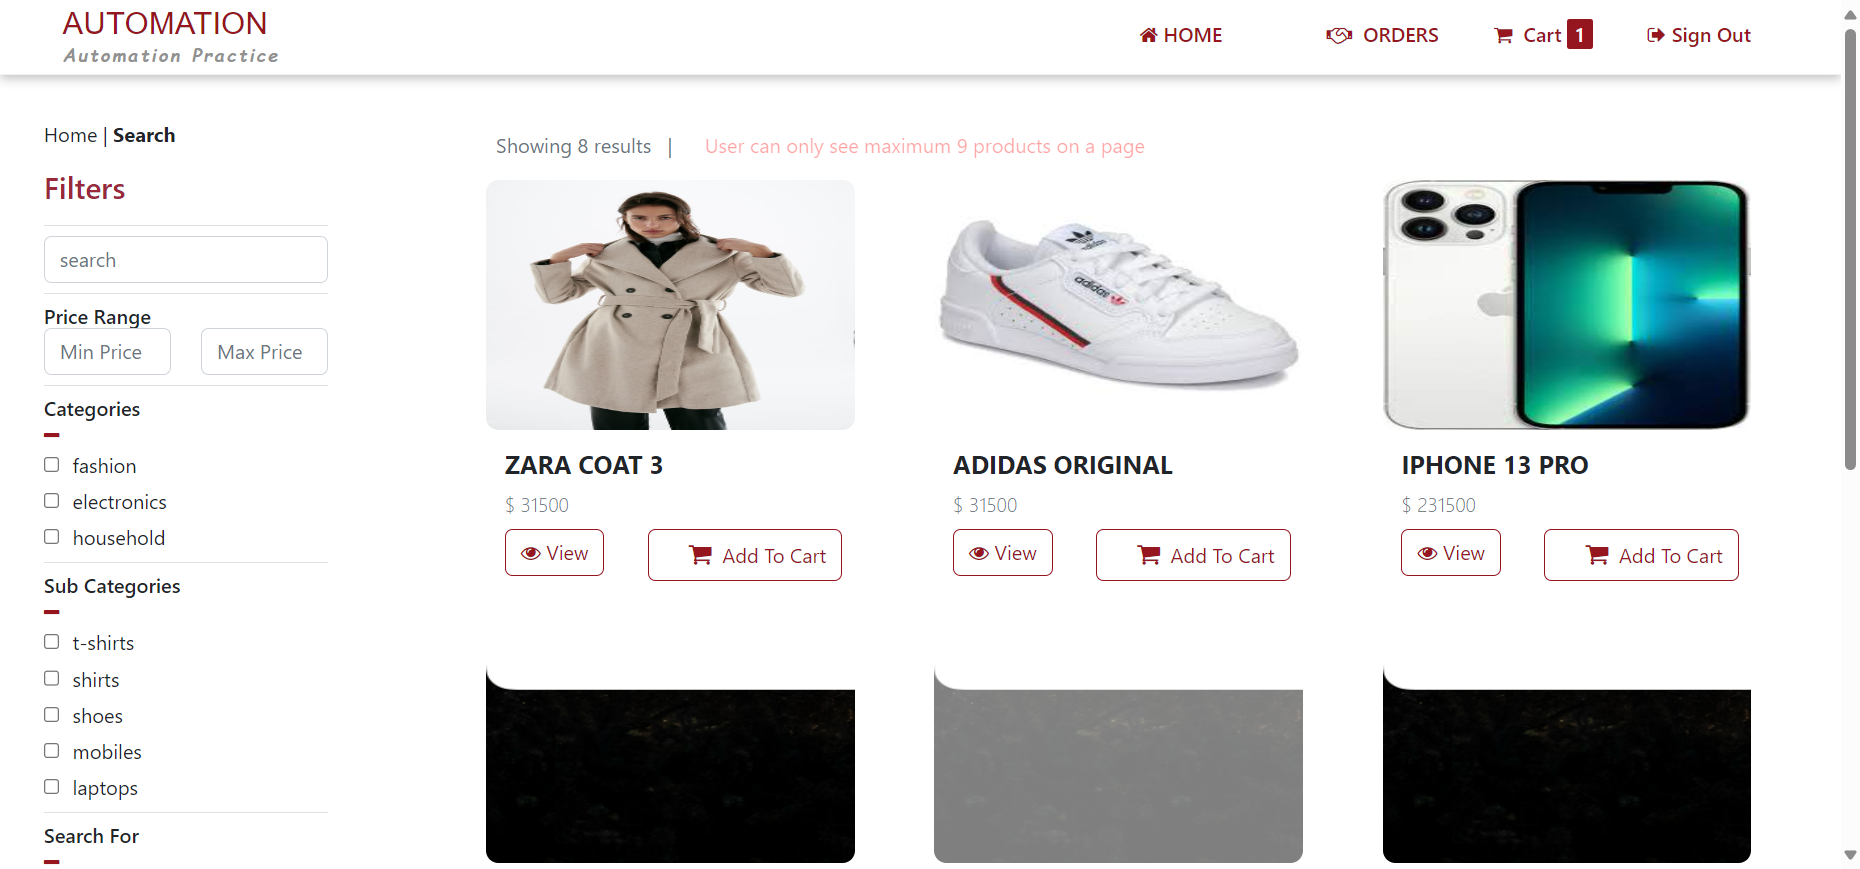 AUTOMATION
Automation Practice
HOME
ORDERS
Cart 1
Sign Out
Home | Search
Filters
search
Price Range
Min Price
Max Price
Categories
fashion
electronics
household
Sub Categories
t-shirts
shirts
shoes
mobiles
laptops
Search For
Showing 8 results |
User can only see maximum 9 products on a page
adidas
adidas
ZARA COAT 3
$ 31500
View
Add To Cart
ADIDAS ORIGINAL
$ 31500
View
Add To Cart
IPHONE 13 PRO
$ 231500
View
Add To Cart